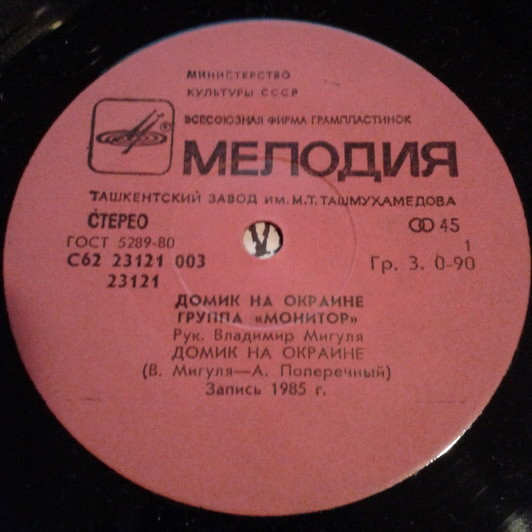 МИНИСТЕРСТВО
КУЛЬТУРЫ СССР
ВСЕСОЮЗНАЯ ФИРМА ГРАМПЛАСТИНОК
МЕЛОДИЯ
ТАШКЕНТСКИЙ ЗАВОД ИМ. М.Т. ТАШМУХАМЕДОВА
СТЕРЕО
45
ГОСТ 5289-80
1
С62 23121 003
Гр. 3. 0-90
23121
ДОМИК НА ОКРАИНЕ
ГРУППА «МОНИТОР»
Рук. Владимир Мигуля
ДОМИК НА ОКРАИНЕ
(В. Мигуля—А. Поперечный)
Запись 1985 г.